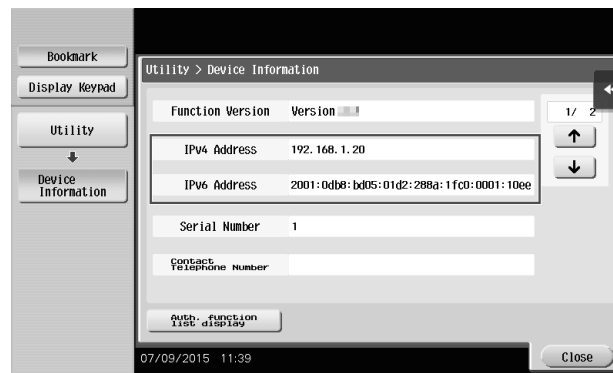 Bookmark
Display Keypad
Utility
Device
Information
Utility > Device Information
Function Version Version
1/ 2
IPv4 Address 192.168.1.20
IPv6 Address 2001:0db8:bd05:01d2:288a:1fc0:0001:10ee
Serial Number 1
Contact
Telephone Number
Auth. function
list display
07/09/2015 11:39
Close